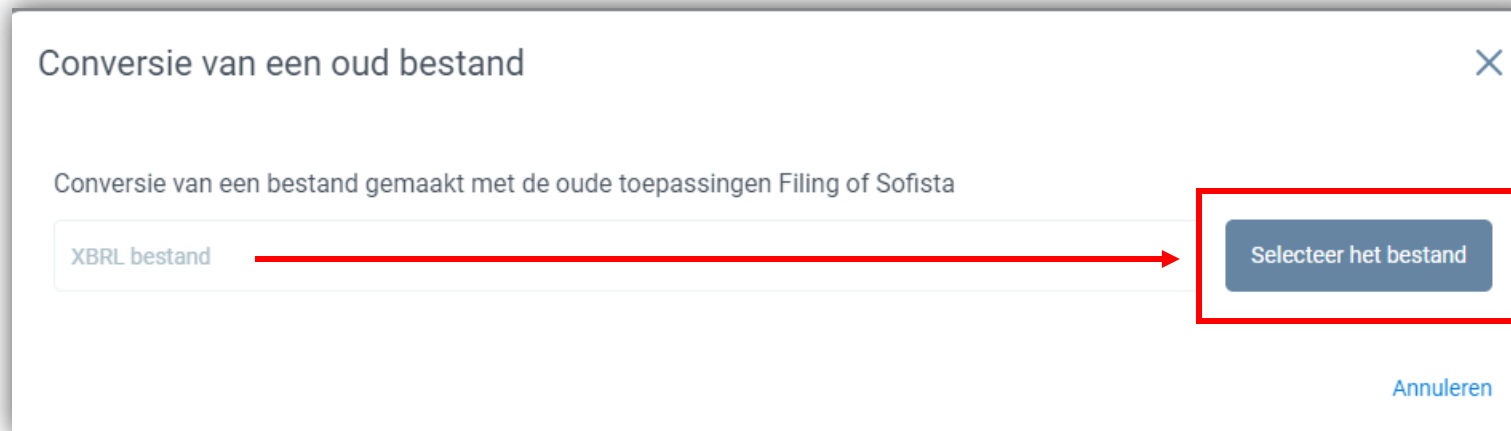 Conversie van een oud bestand
Conversie van een bestand gemaakt met de oude toepassingen Filing of Sofista
XBRL bestand
Selecteer het bestand
Annuleren